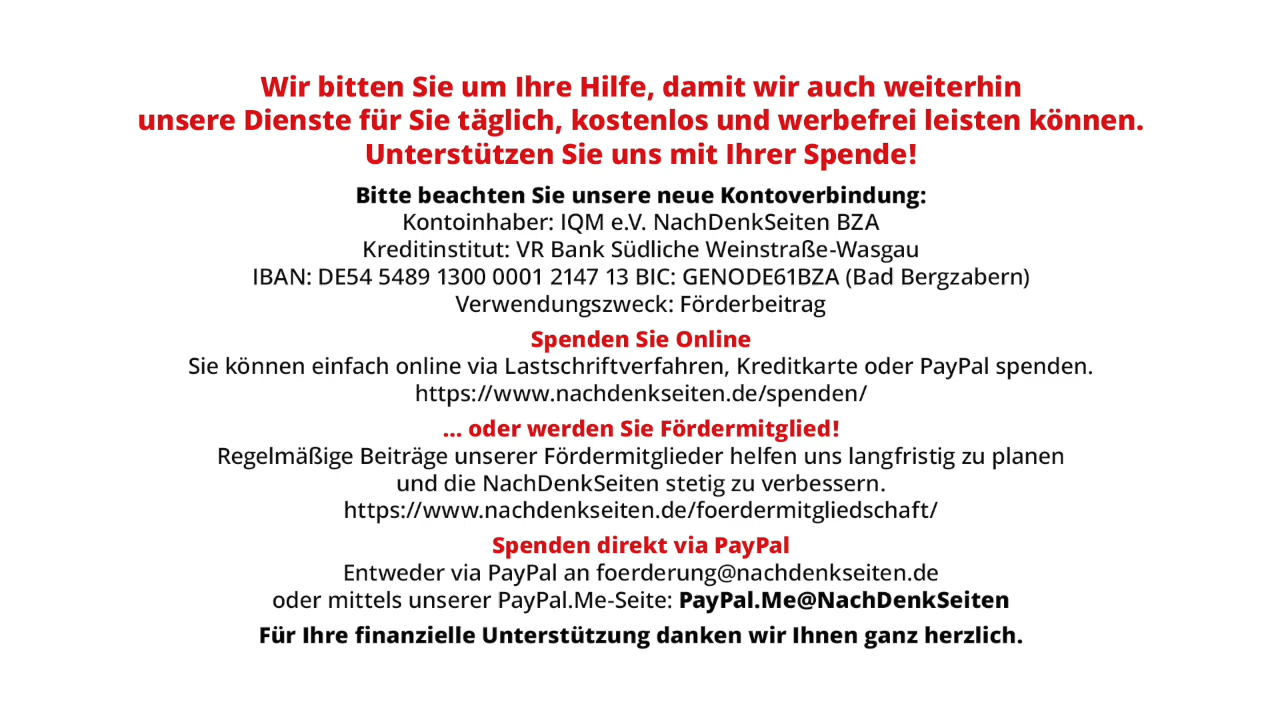 Wir bitten Sie um Ihre Hilfe, damit wir auch weiterhin
unsere Dienste für Sie täglich, kostenlos und werbefrei leisten können.
Unterstützen Sie uns mit Ihrer Spende!
Bitte beachten Sie unsere neue Kontoverbindung:
Kontoinhaber: IQM e.V. NachDenkSeiten BZA
Kreditinstitut: VR Bank Südliche Weinstraße-Wasgau
IBAN: DE54 5489 1300 0001 2147 13 BIC: GENODE61BZA (Bad Bergzabern)
Verwendungszweck: Förderbeitrag
Spenden Sie Online
Sie können einfach online via Lastschriftverfahren, Kreditkarte oder PayPal spenden.
https://www.nachdenkseiten.de/spenden/
... oder werden Sie Fördermitglied!
Regelmäßige Beiträge unserer Fördermitglieder helfen uns langfristig zu planen
und die NachDenkSeiten stetig zu verbessern.
https://www.nachdenkseiten.de/foerdermitgliedschaft/
Spenden direkt via PayPal
Entweder via PayPal an foerderung@nachdenkseiten.de
oder mittels unserer PayPal.Me-Seite: PayPal.Me@NachDenkSeiten
Für Ihre finanzielle Unterstützung danken wir Ihnen ganz herzlich.